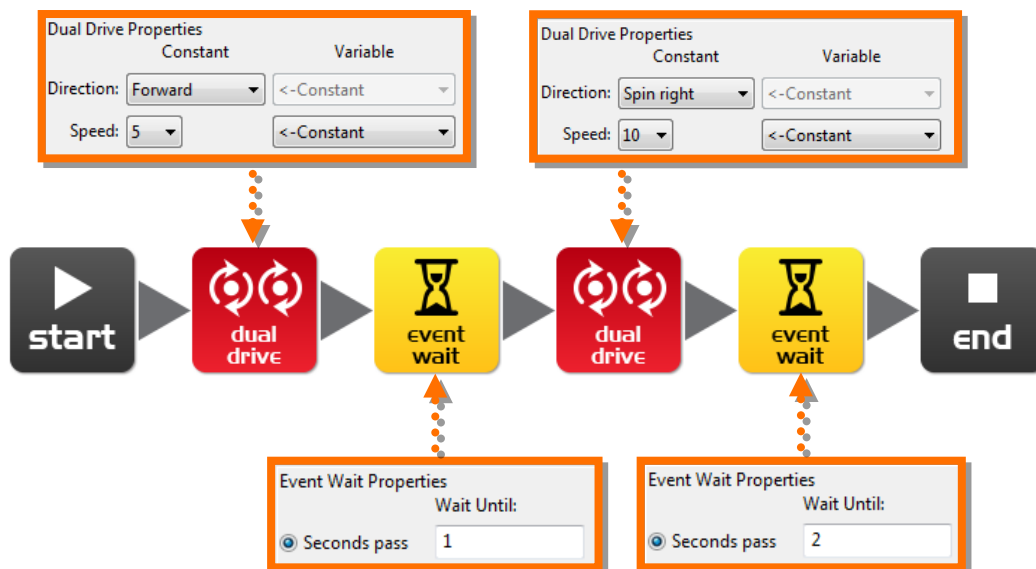 Dual Drive Properties
Constant Variable
Direction: Forward <-Constant
Speed: 5 <-Constant
Dual Drive Properties
Constant Variable
Direction: Spin right <-Constant
Speed: 10 <-Constant
start
dual
drive
event
wait
dual
drive
event
wait
end
Event Wait Properties
Wait Until:
Seconds pass 1
Event Wait Properties
Wait Until:
Seconds pass 2